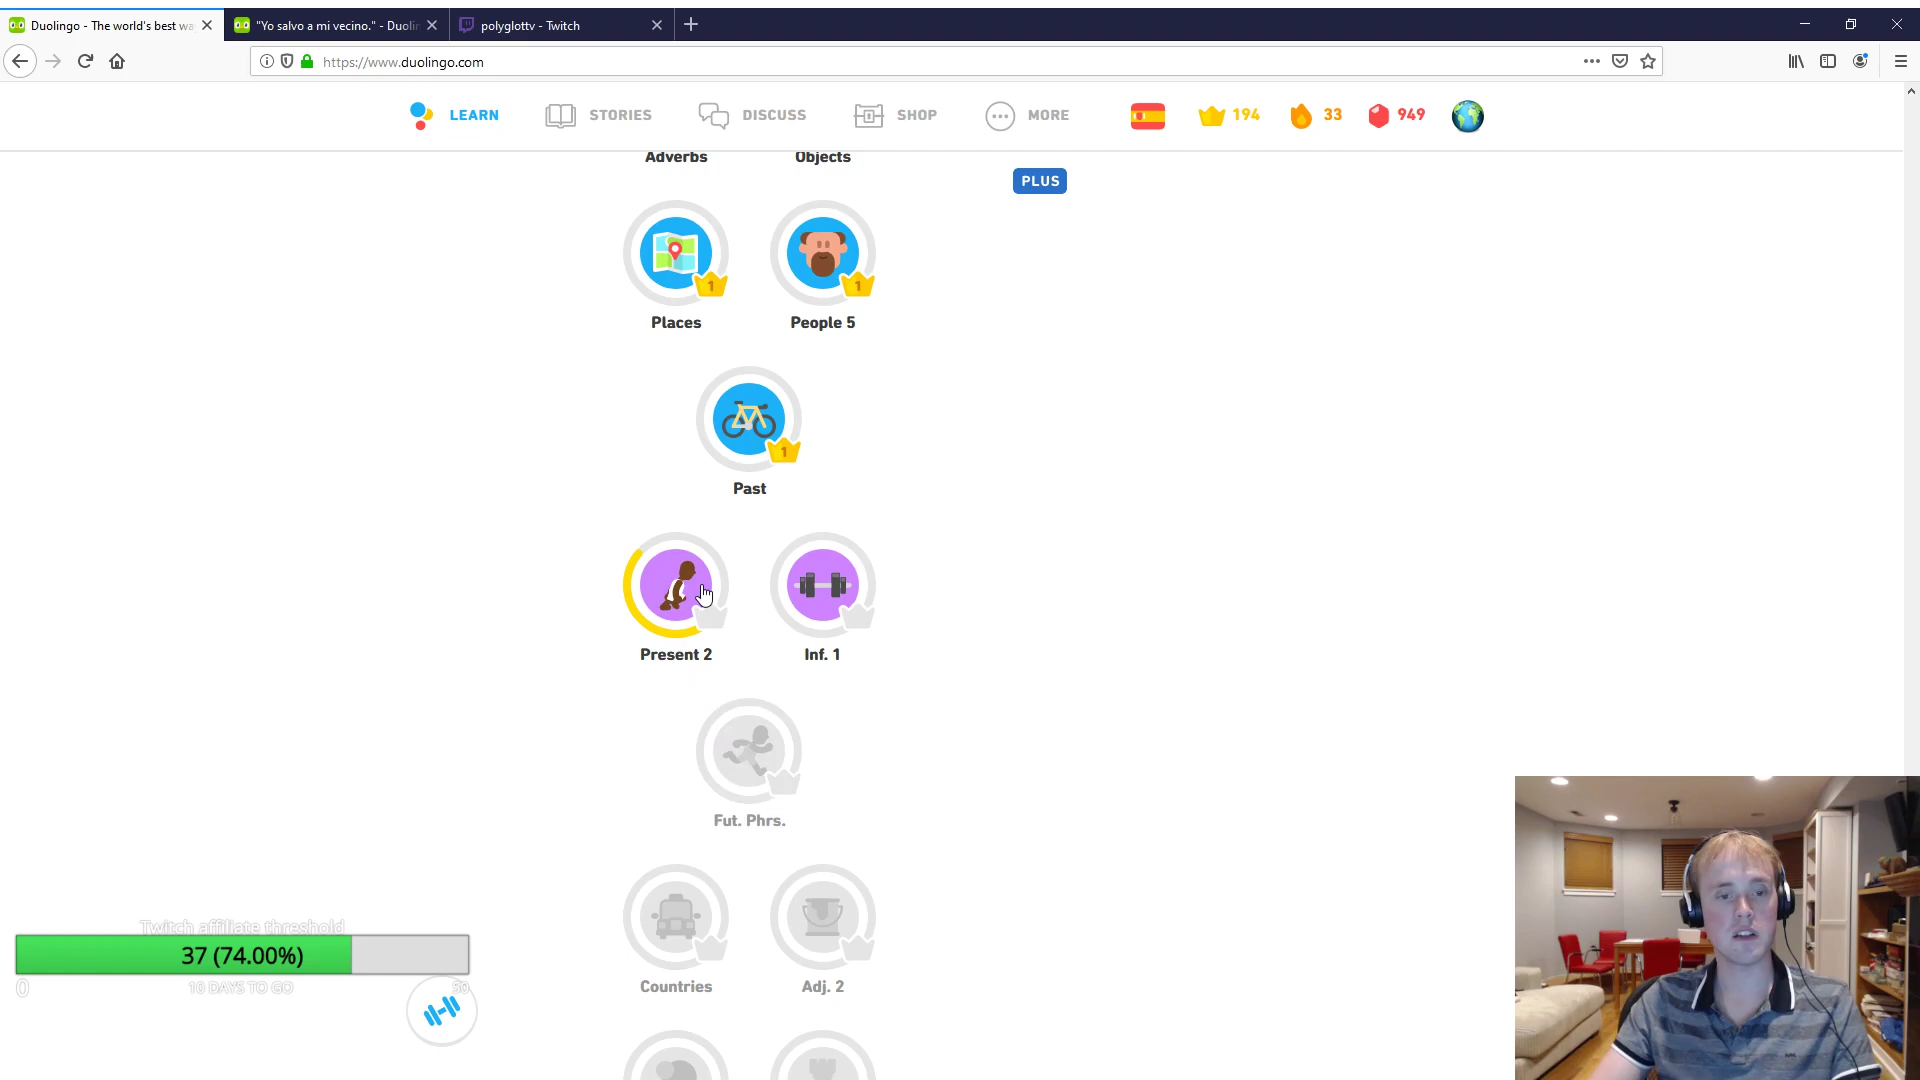 Duolingo - The world's best wa
"Yo salvo a mi vecino." - Duolin
polyglottv - Twitch
https://www.duolingo.com
LEARN
STORIES
DISCUSS
SHOP
MORE
194
33
949
Adverbs
Objects
PLUS
1
1
Places
People 5
1
Past
Present 2
Inf. 1
Fut. Phrs.
Countries
Adj. 2
Twitch affiliate threshold
37 (74.00%)
0
10 DAYS TO GO
50